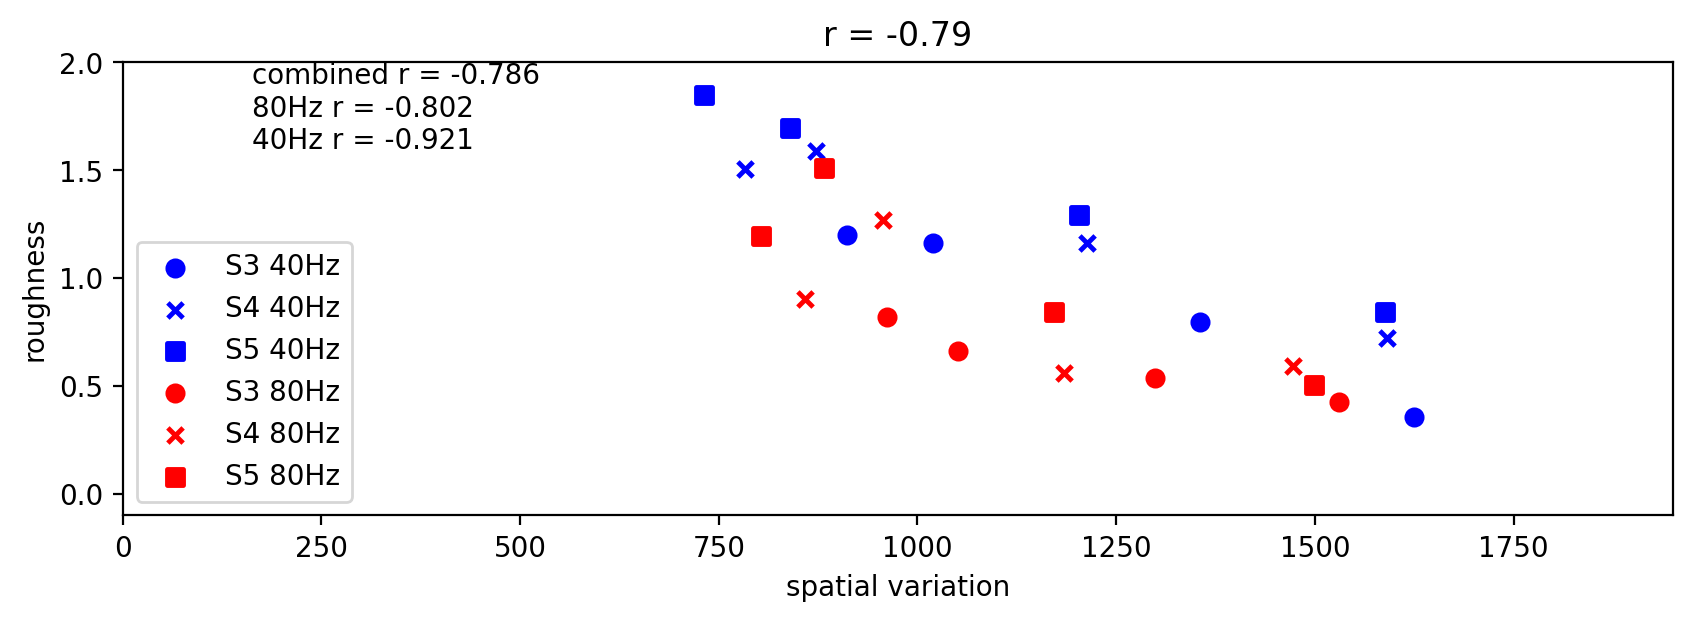 r = -0.79
combined r = -0.786
80Hz r = -0.802
40Hz r = -0.921
2.0
1.5
1.0
0.5
0.0
roughness
S3 40Hz
S4 40Hz
S5 40Hz
S3 80Hz
S4 80Hz
S5 80Hz
0 250 500 750 1000 1250 1500 1750
spatial variation